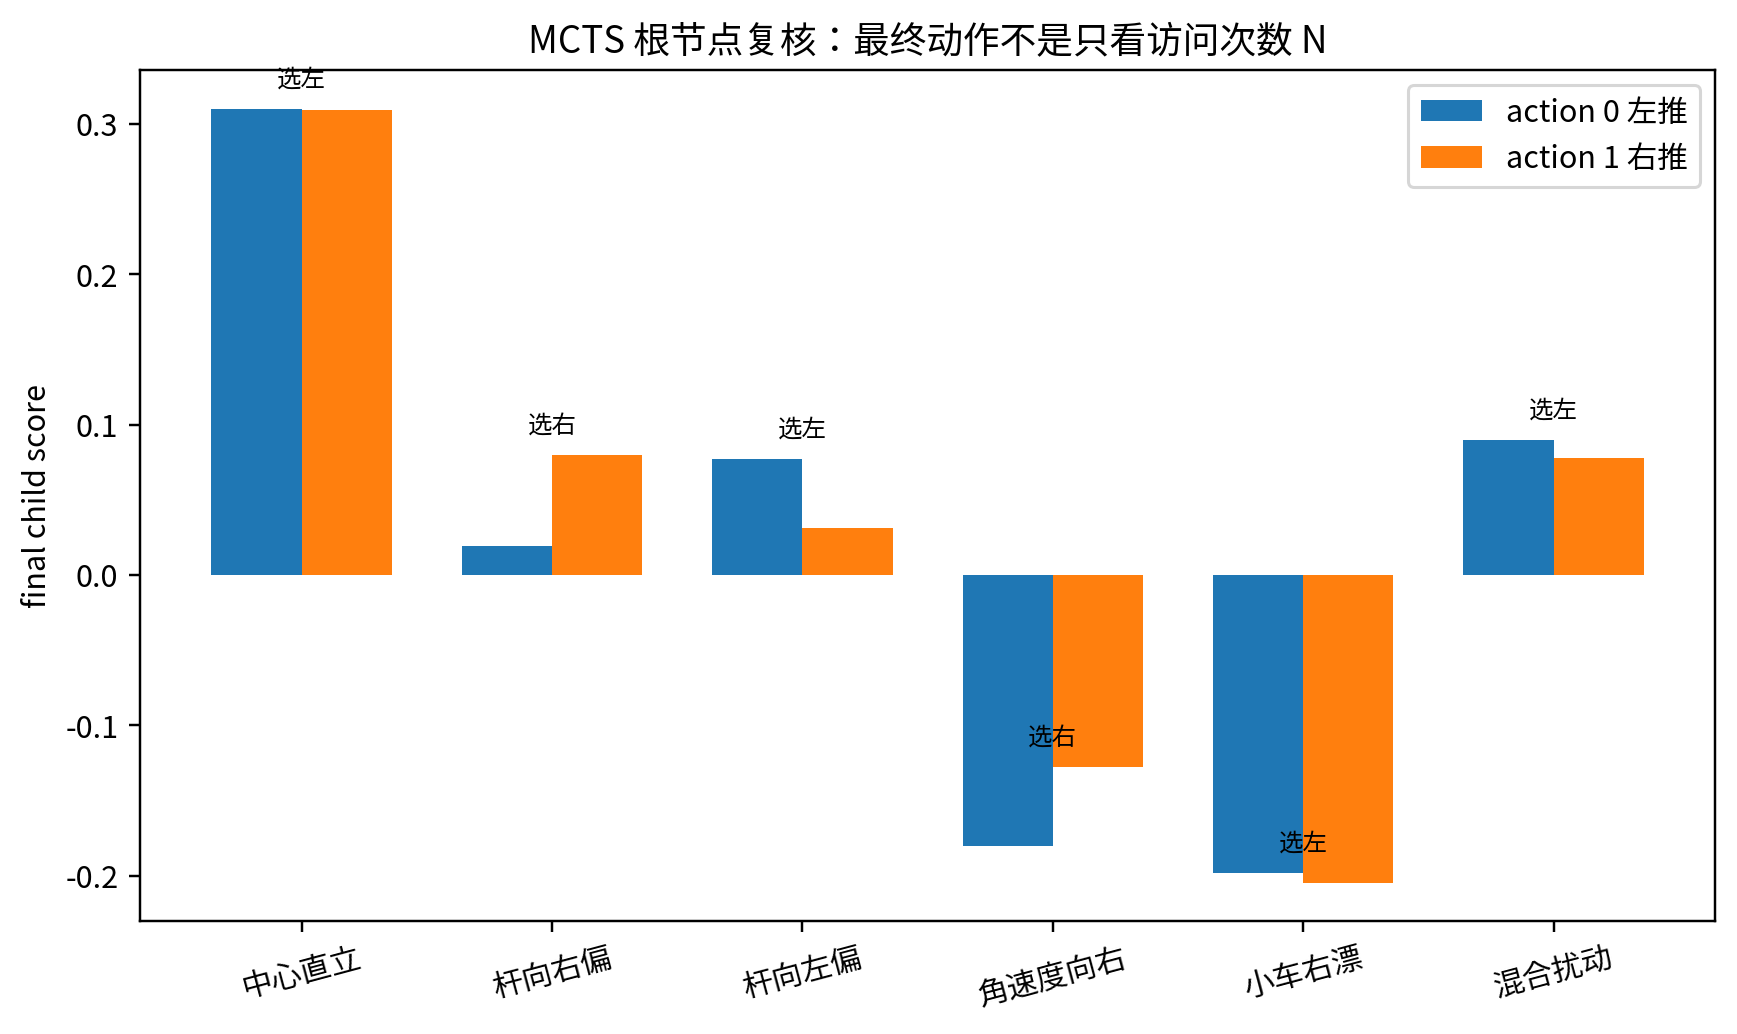 MCTS 根节点复核：最终动作不是只看访问次数 N
action 0 左推
action 1 右推
final child score
0.3
0.2
0.1
0.0
-0.1
-0.2
选左
选右
选左
选右
选左
选左
中心直立
杆向右偏
杆向左偏
角速度向右
小车右漂
混合扰动